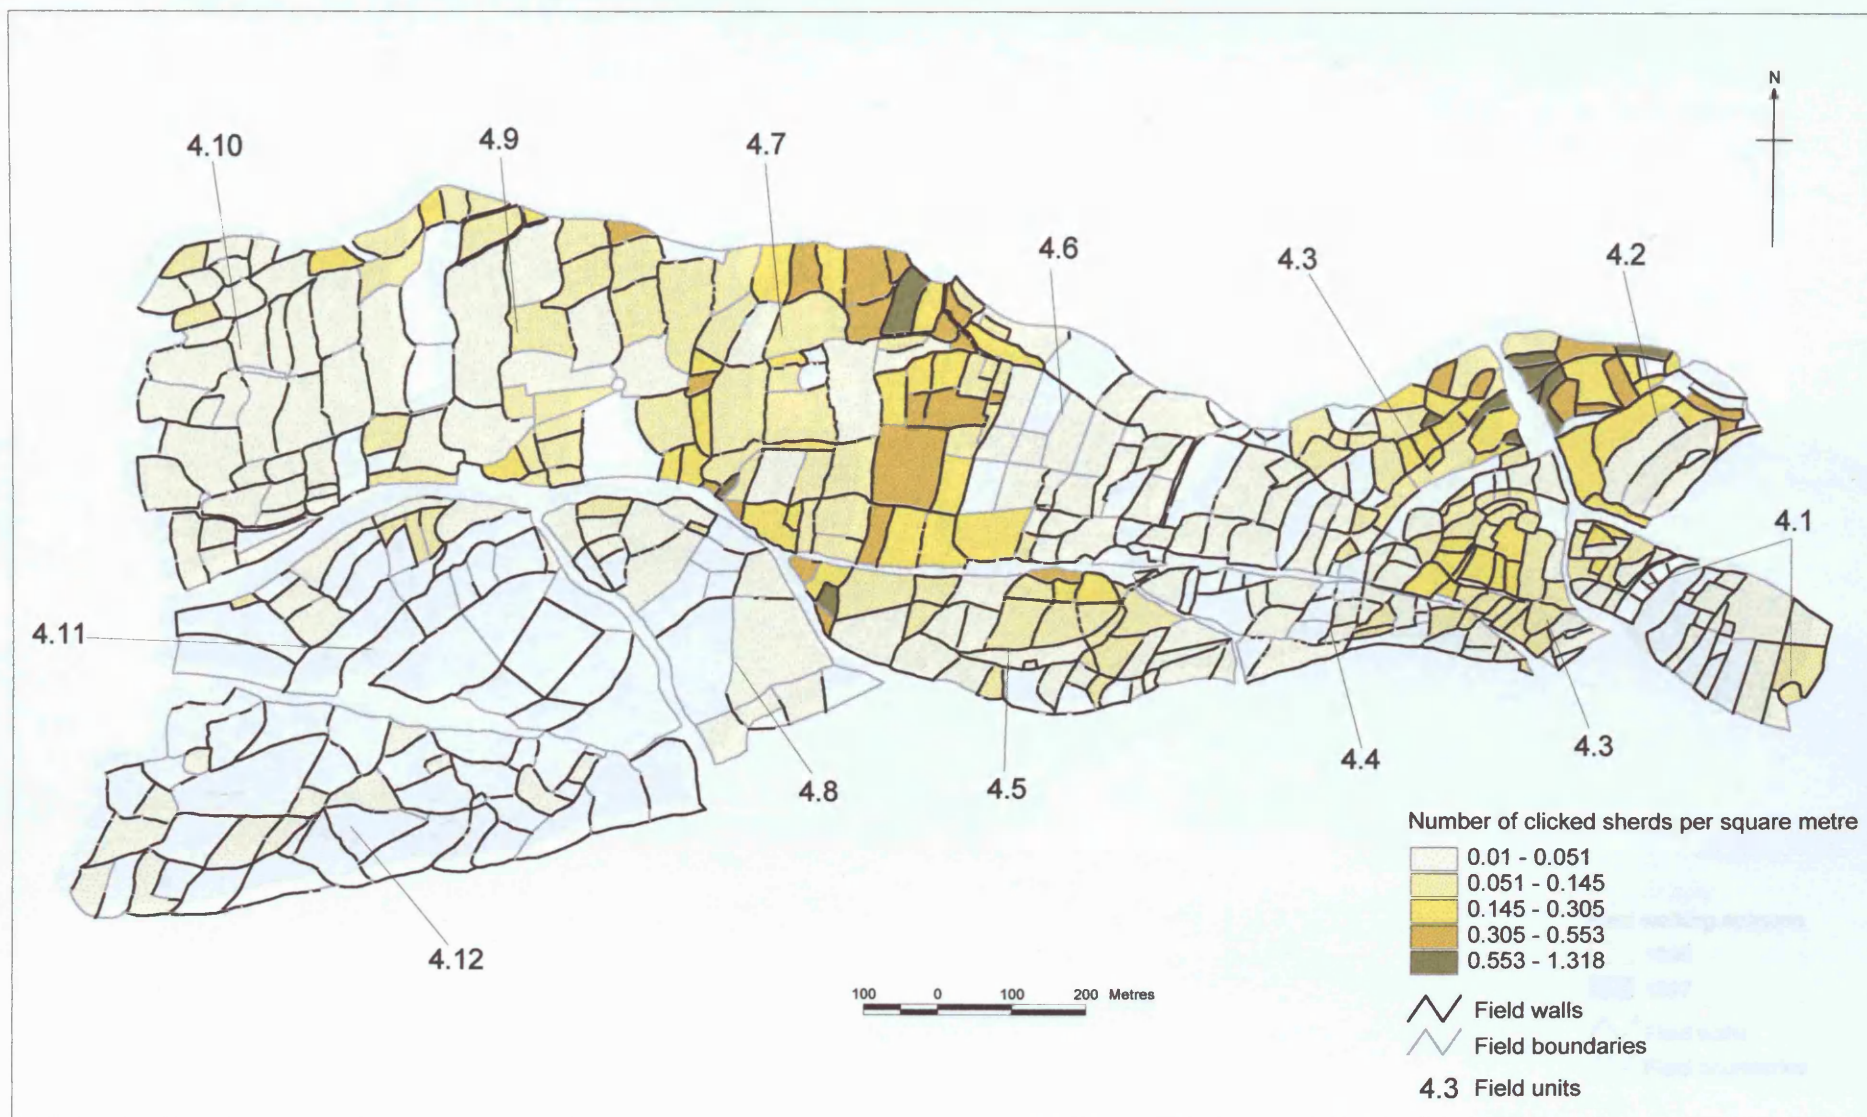 N
4.10
4.9
4.7
4.6
4.3
4.2
4.1
4.11
4.8
4.5
4.4
4.3
4.12
Number of clicked sherds per square metre
0.01 - 0.051
0.051 - 0.145
0.145 - 0.305
0.305 - 0.553
0.553 - 1.318
100 0 100 200 Metres
Field walls
Field boundaries
4.3 Field units